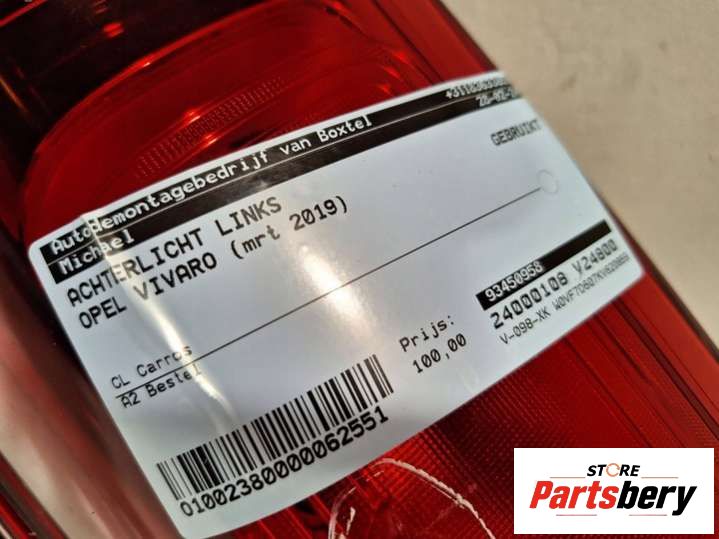 Autodemontagebedrijf van Boxtel
Michael
GEBRUIKT
ACHTERLICHT LINKS
OPEL VIVARO (mrt 2019)
93450958
24000108 V24800
CL Carros
A2 Bestel
Prijs:
100,00
01002380000062551
STORE
Partsbery